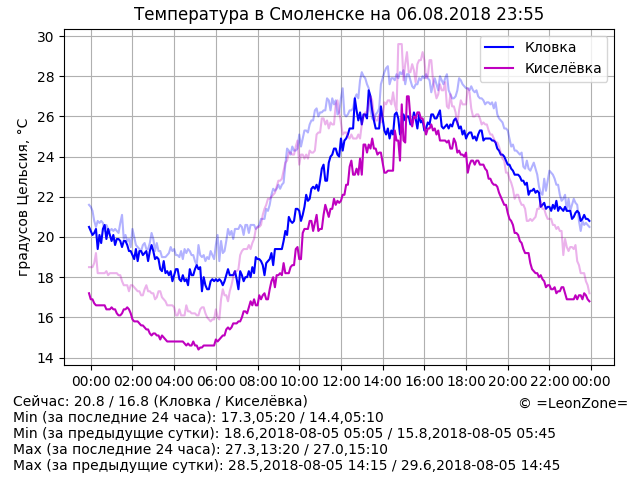 Температура в Смоленске на 06.08.2018 23:55
Кловка
Киселёвка
градусов Цельсия, °C
30
28
26
24
22
20
18
16
14
00:00 02:00 04:00 06:00 08:00 10:00 12:00 14:00 16:00 18:00 20:00 22:00 00:00
Сейчас: 20.8 / 16.8 (Кловка / Киселёвка)
© =LeonZone=
Min (за последние 24 часа): 17.3,05:20 / 14.4,05:10
Min (за предыдущие сутки): 18.6,2018-08-05 05:05 / 15.8,2018-08-05 05:45
Max (за последние 24 часа): 27.3,13:20 / 27.0,15:10
Max (за предыдущие сутки): 28.5,2018-08-05 14:15 / 29.6,2018-08-05 14:45